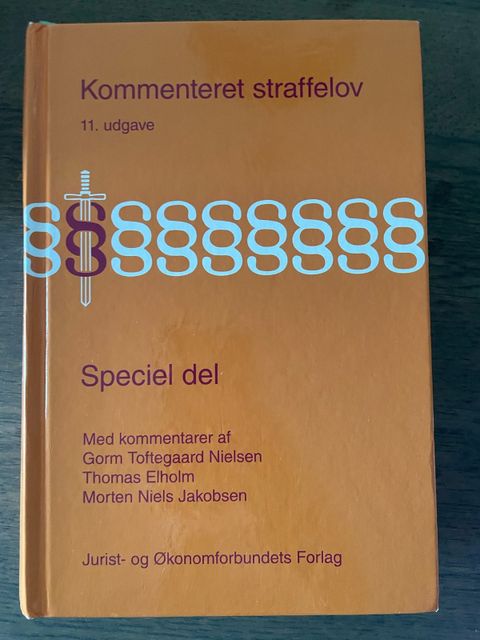 Kommenteret straffelov
11. udgave
§§§§§§§§§
Speciel del
Med kommentarer af
Gorm Toftegaard Nielsen
Thomas Elholm
Morten Niels Jakobsen
Jurist- og Økonomforbundets Forlag